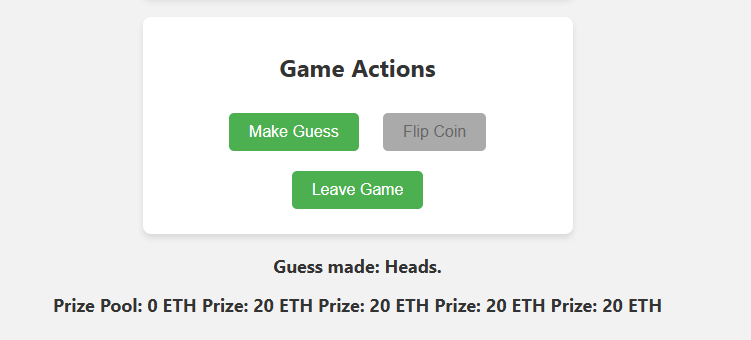 Game Actions
Make Guess Flip Coin
Leave Game
Guess made: Heads.
Prize Pool: 0 ETH Prize: 20 ETH Prize: 20 ETH Prize: 20 ETH Prize: 20 ETH